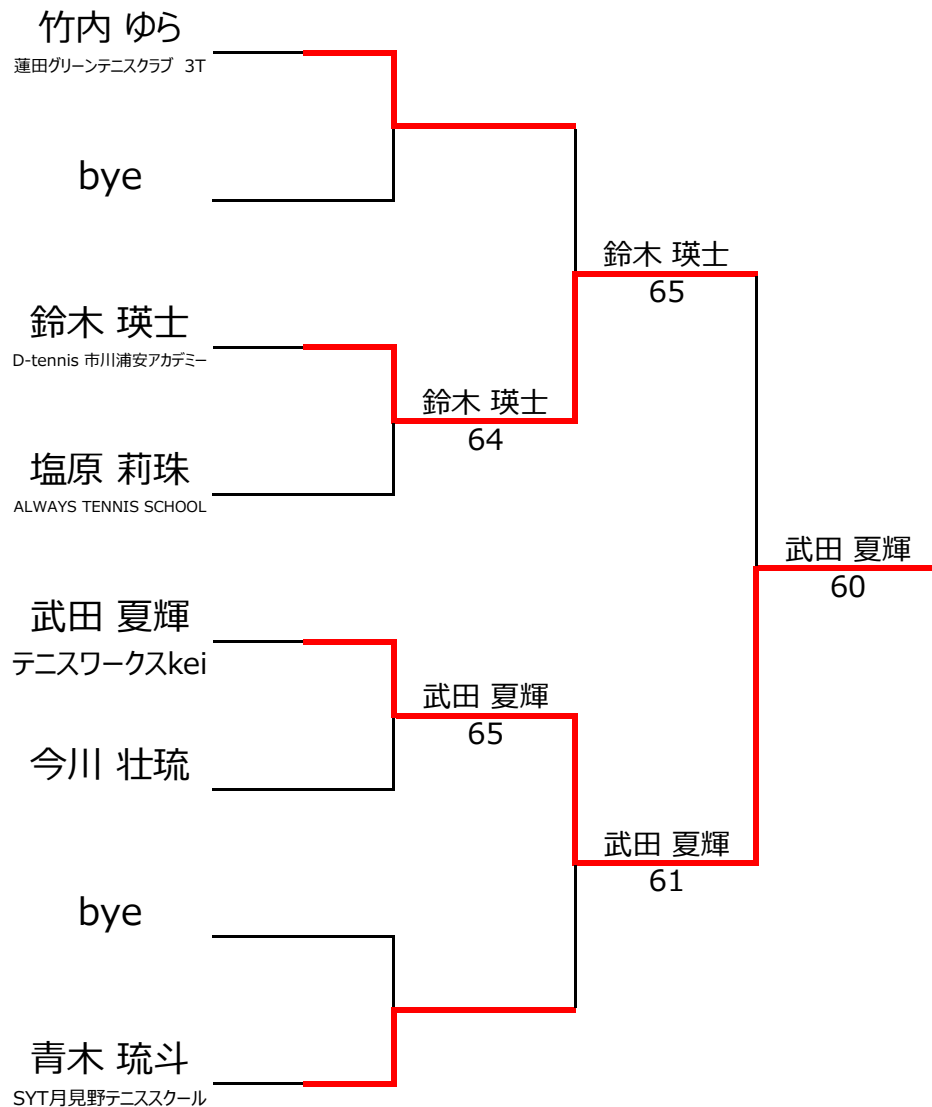 竹内 ゆら
蓮田グリーンテニスクラブ 3T
bye
鈴木 瑛士
65
鈴木 瑛士
D-tennis 市川浦安アカデミー
鈴木 瑛士
64
塩原 莉珠
ALWAYS TENNIS SCHOOL
武田 夏輝
60
武田 夏輝
テニスワークスkei
武田 夏輝
65
今川 壮琉
武田 夏輝
61
bye
青木 琉斗
SYT月見野テニススクール